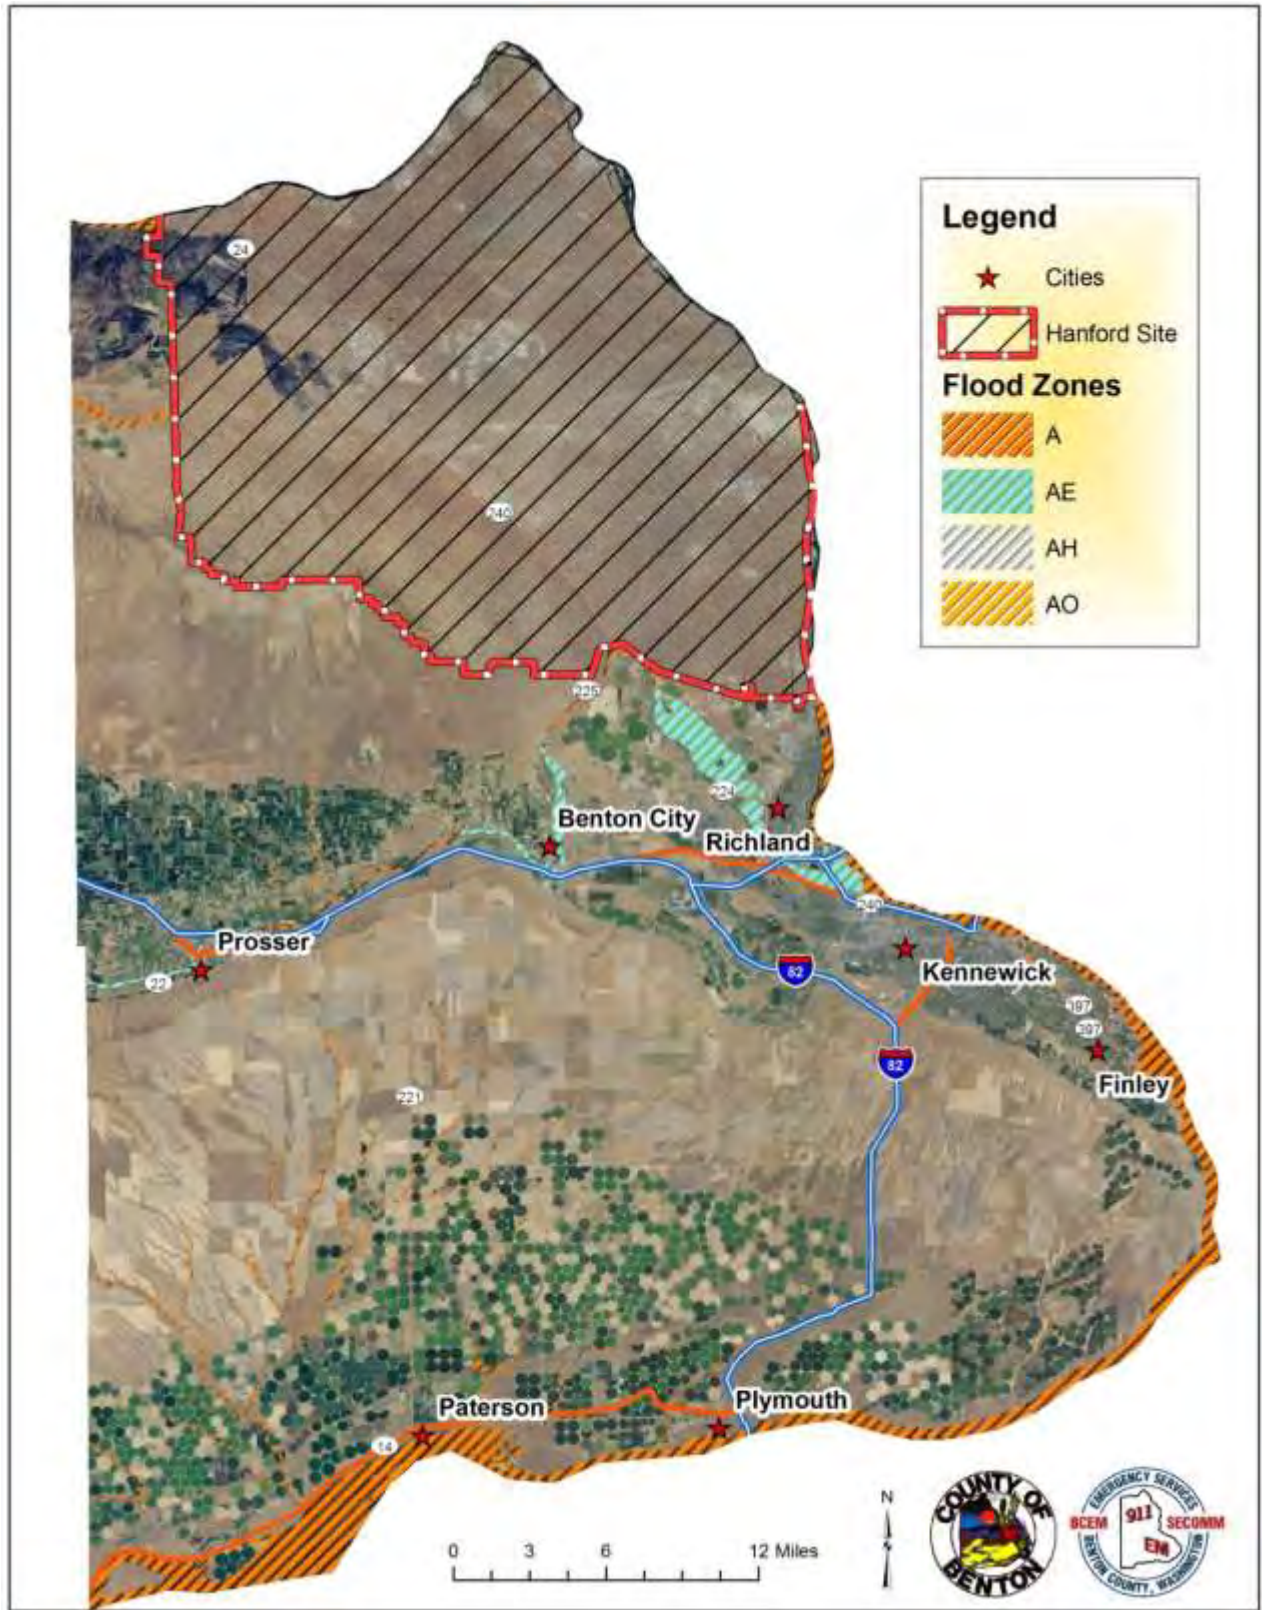 Legend
Cities
Hanford Site
Flood Zones
A
AE
AH
AO
24
240
225
224
Benton City
Richland
240
Prosser
22
82
Kennewick
397
397
82
Finley
221
Paterson
Plymouth
14
N
0 3 6 12 Miles
COUNTY OF BENTON
EMERGENCY SERVICES
BCEM 911 SECOMM
EM
BENTON COUNTY, WASHINGTON